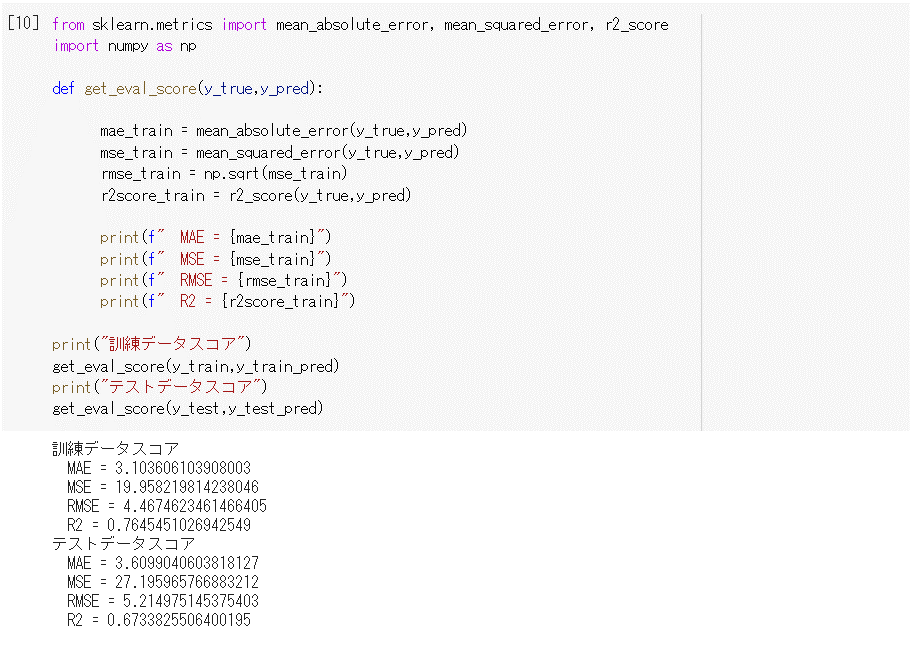 [10] from sklearn.metrics import mean_absolute_error, mean_squared_error, r2_score
import numpy as np
def get_eval_score(y_true,y_pred):
mae_train = mean_absolute_error(y_true,y_pred)
mse_train = mean_squared_error(y_true,y_pred)
rmse_train = np.sqrt(mse_train)
r2score_train = r2_score(y_true,y_pred)
print(f"  MAE = {mae_train}")
print(f"  MSE = {mse_train}")
print(f"  RMSE = {rmse_train}")
print(f"  R2 = {r2score_train}")
print("訓練データスコア")
get_eval_score(y_train,y_train_pred)
print("テストデータスコア")
get_eval_score(y_test,y_test_pred)
訓練データスコア
MAE = 3.103606103908003
MSE = 19.958219814238046
RMSE = 4.4674623461466405
R2 = 0.7645451026942549
テストデータスコア
MAE = 3.6099040603818127
MSE = 27.195965766883212
RMSE = 5.214975145375403
R2 = 0.6733825506400195